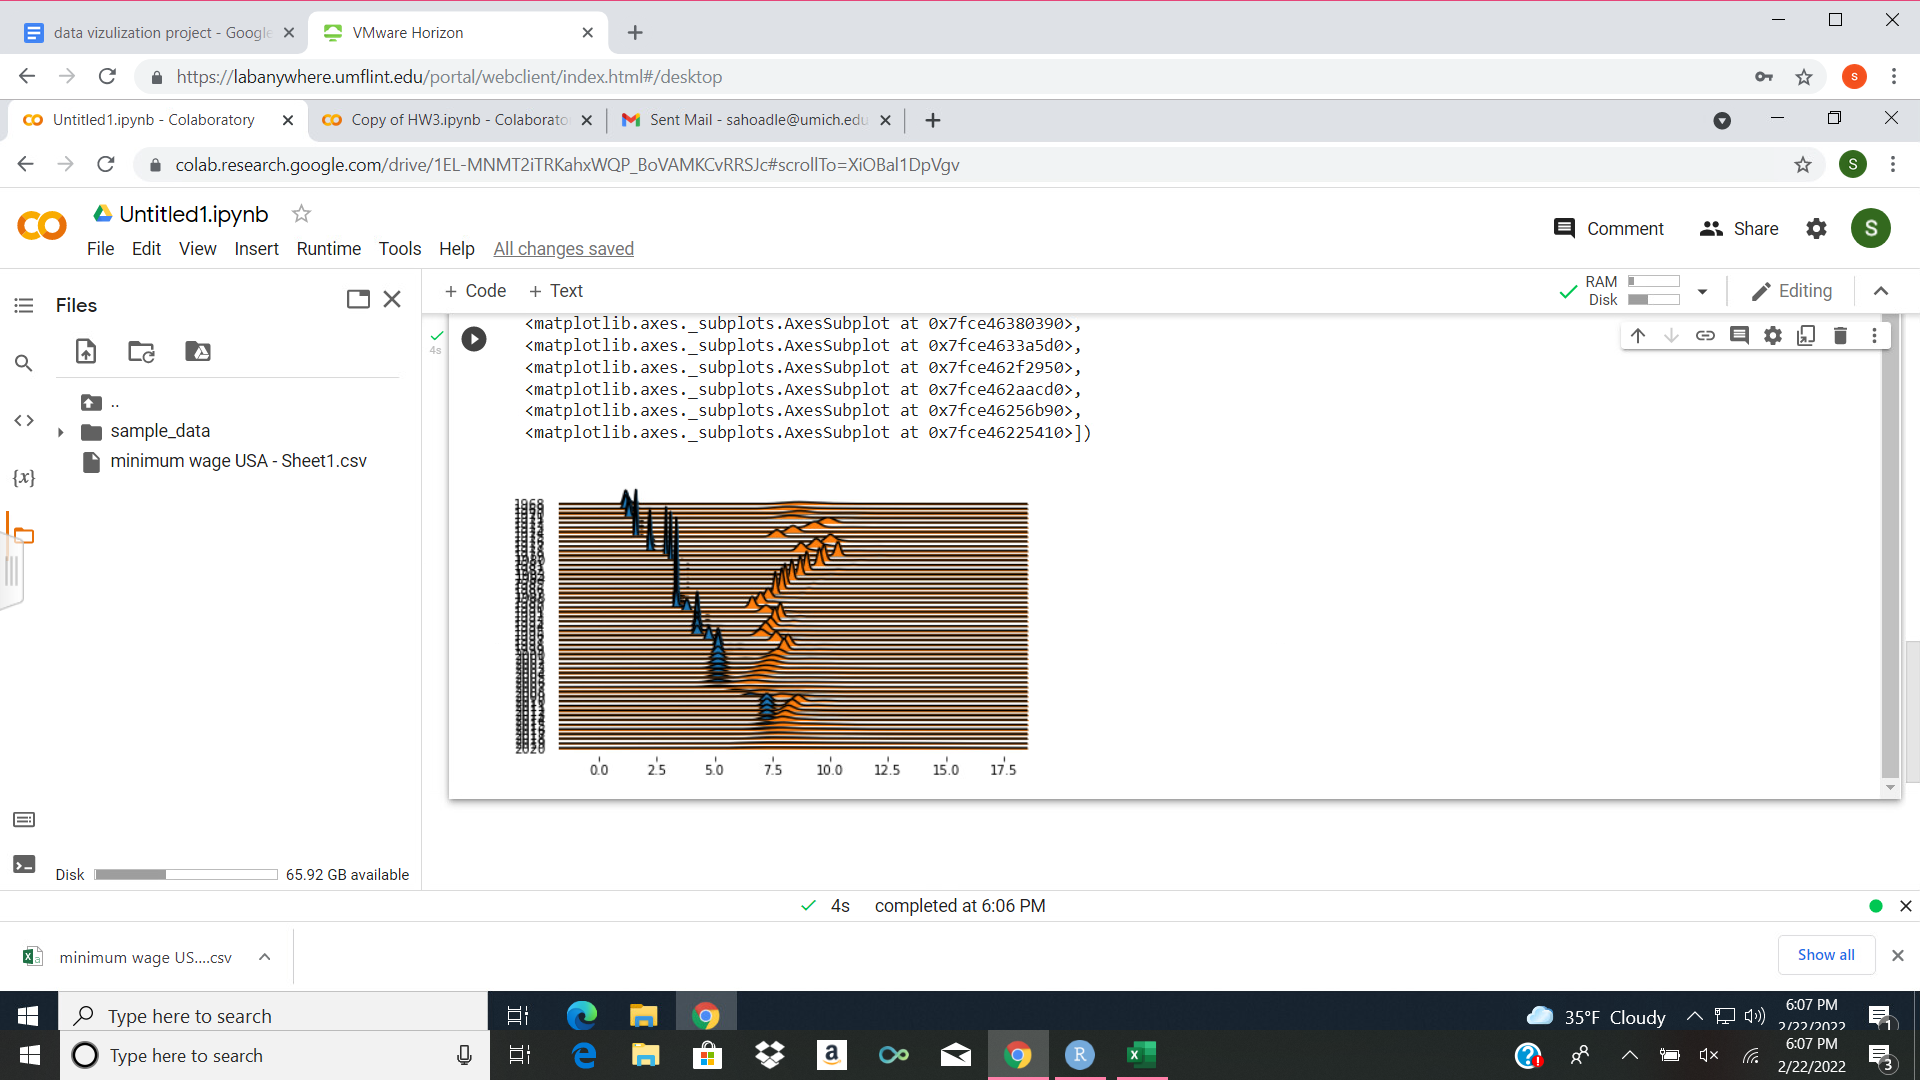 data vizulization project - Google
VMware Horizon
https://labanywhere.umflint.edu/portal/webclient/index.html#/desktop
s
Untitled1.ipynb - Colaboratory
Copy of HW3.ipynb - Colaborato
Sent Mail - sahoadle@umich.edu
colab.research.google.com/drive/1EL-MNMT2iTRKahxWQP_BoVAMKCvRRSJc#scrollTo=XiOBal1DpVgv
S
Untitled1.ipynb
File Edit View Insert Runtime Tools Help All changes saved
Comment
Share
S
Files
+ Code + Text
RAM
Disk
Editing
..
sample_data
minimum wage USA - Sheet1.csv
{x}
4s
<matplotlib.axes._subplots.AxesSubplot at 0x7fce46380390>,
<matplotlib.axes._subplots.AxesSubplot at 0x7fce4633a5d0>,
<matplotlib.axes._subplots.AxesSubplot at 0x7fce462f2950>,
<matplotlib.axes._subplots.AxesSubplot at 0x7fce462aacd0>,
<matplotlib.axes._subplots.AxesSubplot at 0x7fce46256b90>,
<matplotlib.axes._subplots.AxesSubplot at 0x7fce46225410>])
1968
2020
0.0 2.5 5.0 7.5 10.0 12.5 15.0 17.5
Disk
65.92 GB available
4s completed at 6:06 PM
minimum wage US....csv
Show all
Type here to search
35°F Cloudy
6:07 PM
2/22/2022
1
Type here to search
6:07 PM
2/22/2022
3